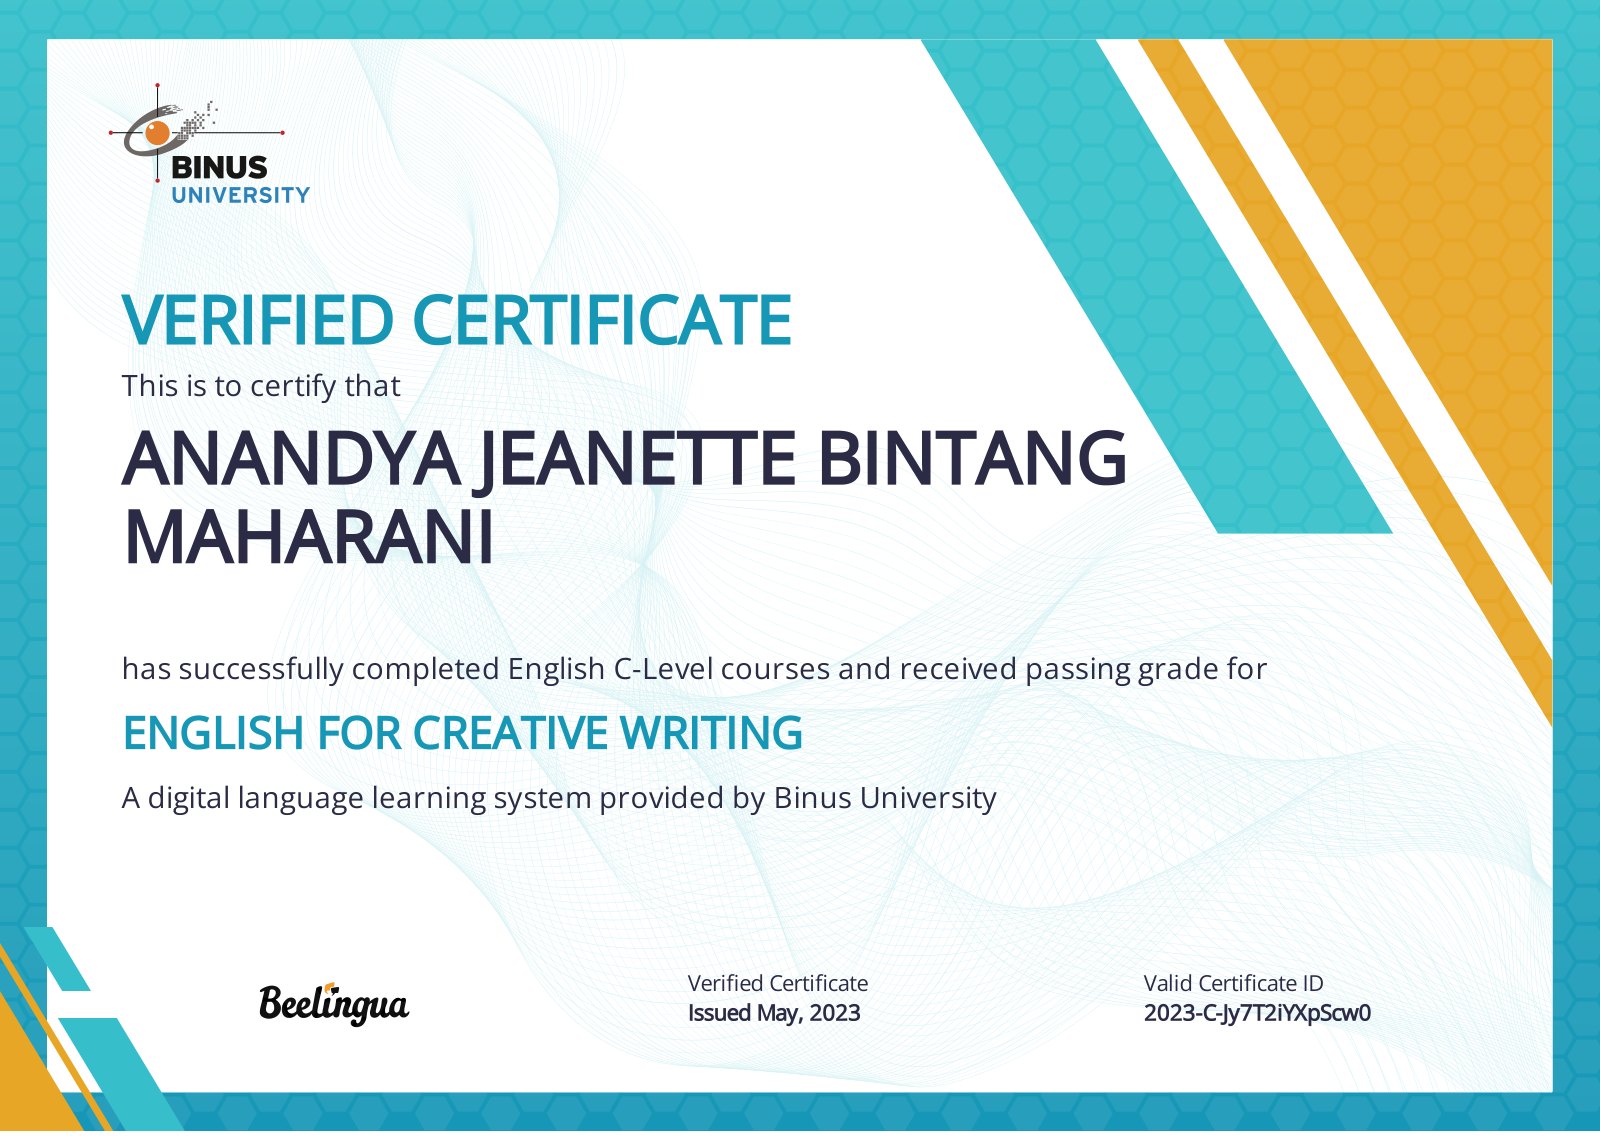 BINUS
UNIVERSITY
VERIFIED CERTIFICATE
This is to certify that
ANANDYA JEANETTE BINTANG
MAHARANI
has successfully completed English C-Level courses and received passing grade for
ENGLISH FOR CREATIVE WRITING
A digital language learning system provided by Binus University
Beelingua
Verified Certificate
Issued May, 2023
Valid Certificate ID
2023-C-Jy7T2iYXpScw0